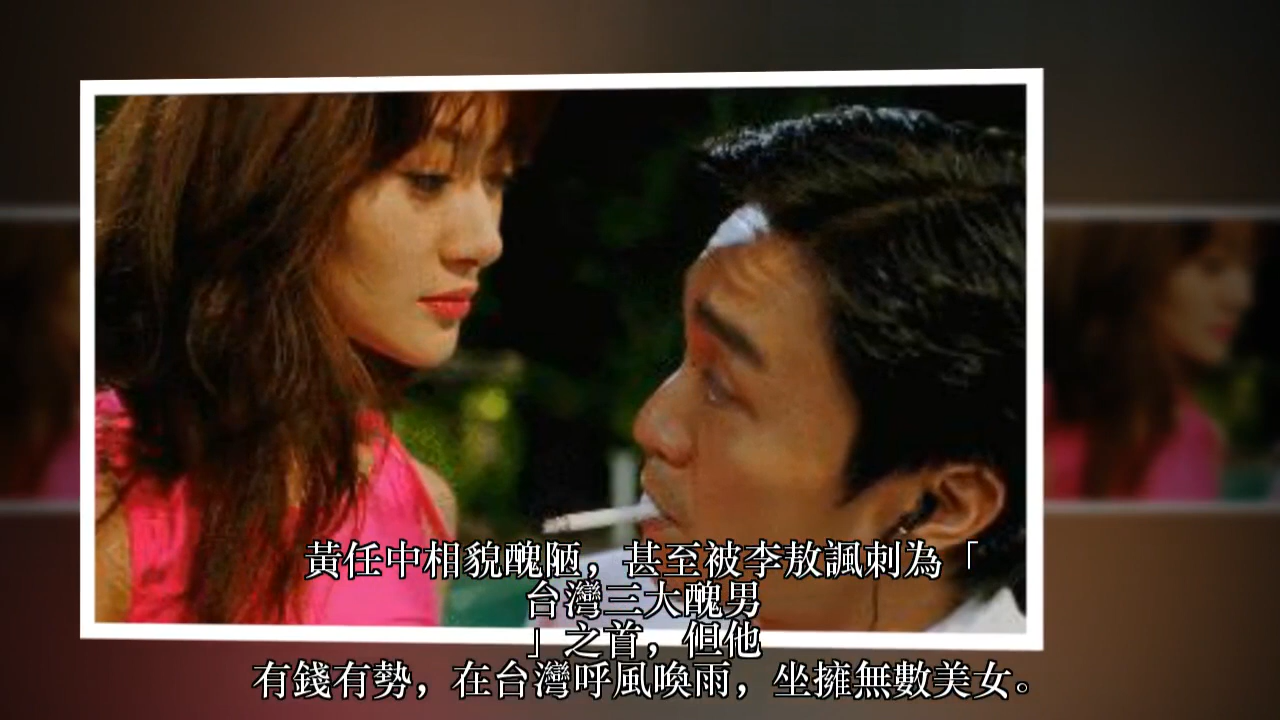 黃任中相貌醜陋，甚至被李敖諷刺為「
台灣三大醜男
」之首，但他
有錢有勢，在台灣呼風喚雨，坐擁無數美女。